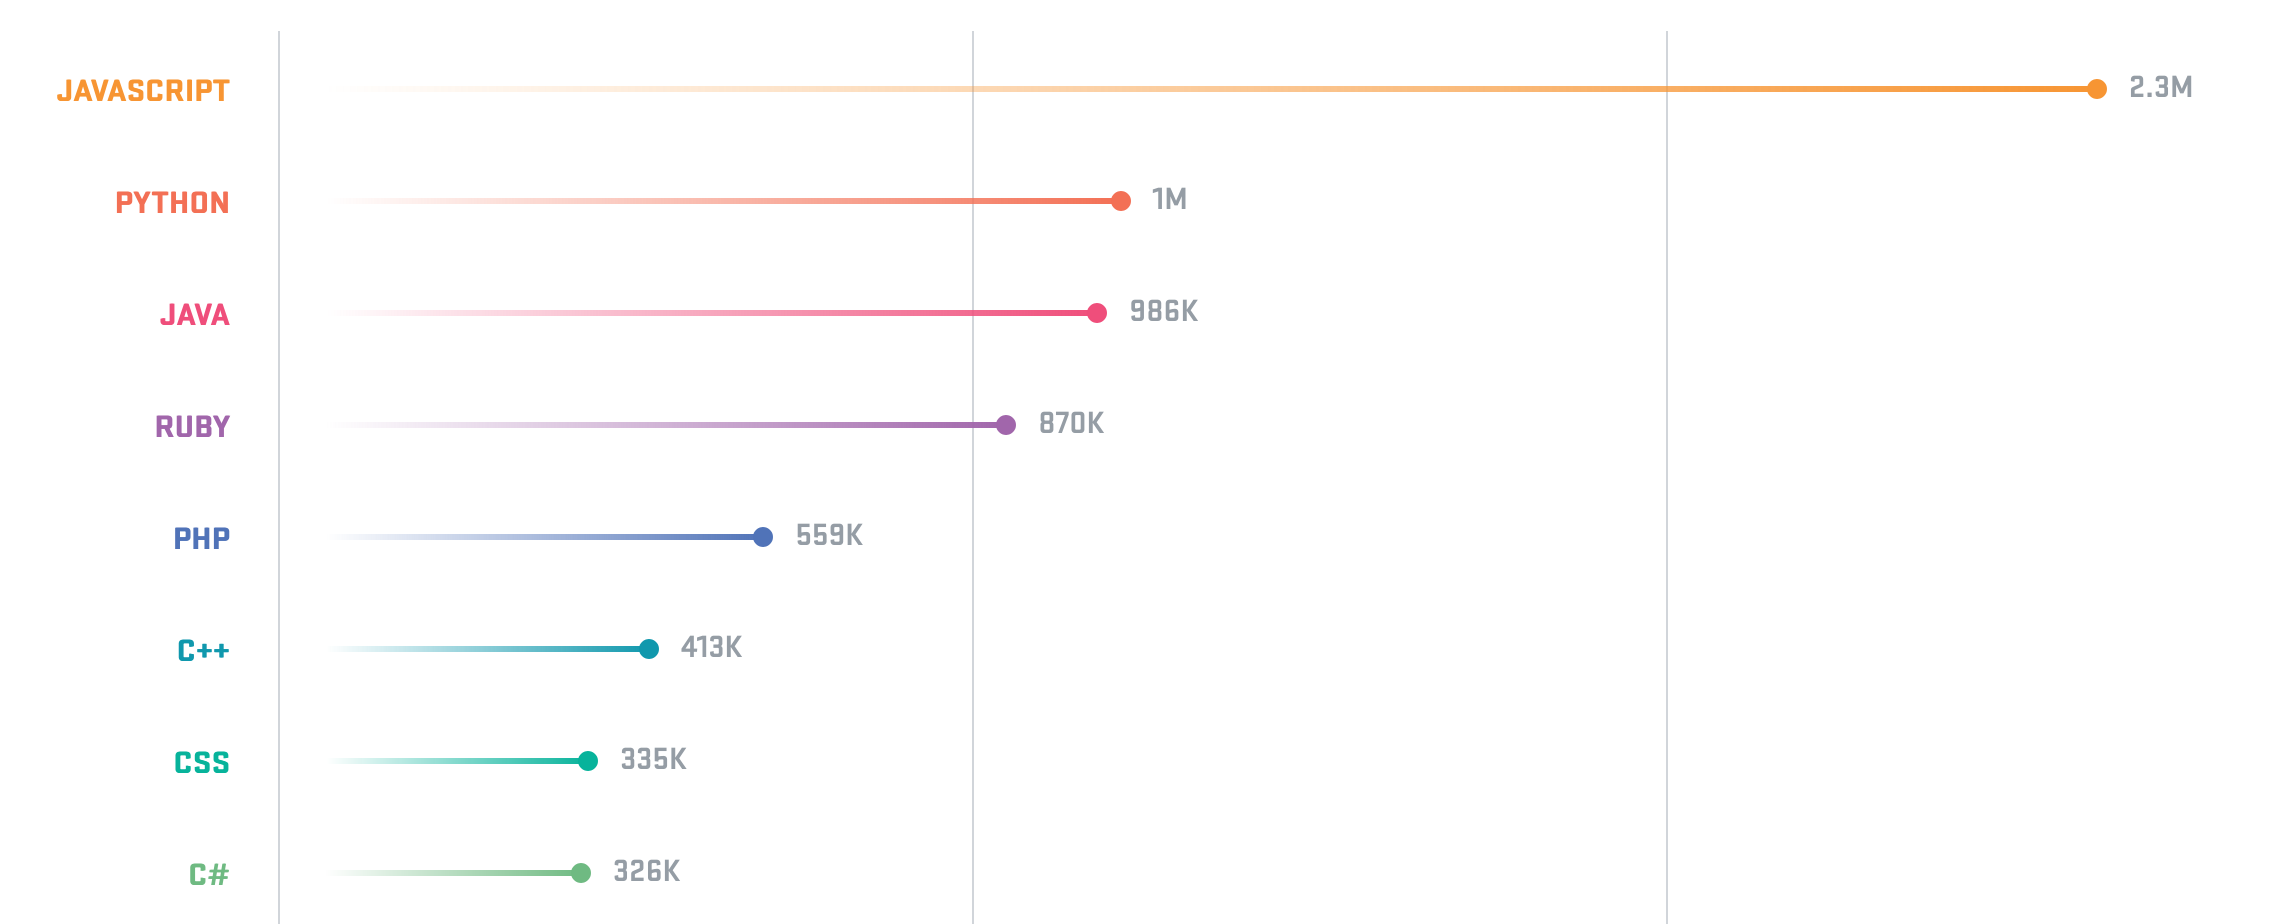 JAVASCRIPT 2.3M
PYTHON 1M
JAVA 986K
RUBY 870K
PHP 559K
C++ 413K
CSS 335K
C# 326K